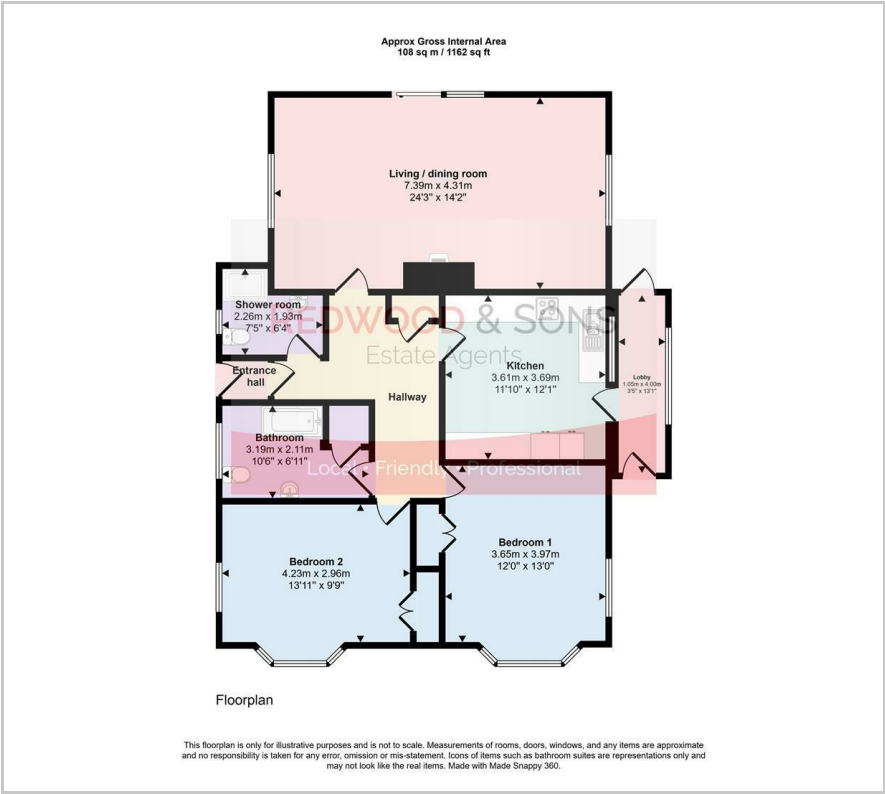 Approx Gross Internal Area
108 sq m / 1162 sq ft
Living / dining room
7.39m x 4.31m
24'3" x 14'2"
Shower room
2.26m x 1.93m
7'5" x 6'4"
REDWOOD & SONS
Estate Agents
Entrance
hall
Hallway
Kitchen
3.61m x 3.69m
11'10" x 12'1"
Lobby
1.05m x 4.00m
3'5" x 13'1"
Bathroom
3.19m x 2.11m
10'6" x 6'11"
Local • Friendly • Professional
Bedroom 1
3.65m x 3.97m
12'0" x 13'0"
Bedroom 2
4.23m x 2.96m
13'11" x 9'9"
Floorplan
This floorplan is only for illustrative purposes and is not to scale. Measurements of rooms, doors, windows, and any items are approximate
and no responsibility is taken for any error, omission or mis-statement. Icons of items such as bathroom suites are representations only and
may not look like the real items. Made with Made Snappy 360.